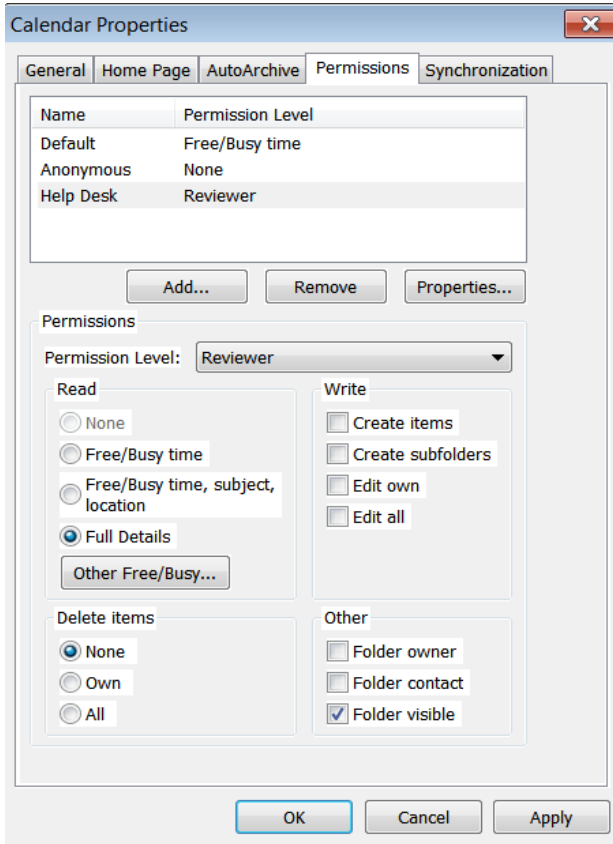 Calendar Properties
General Home Page AutoArchive Permissions Synchronization
Name Permission Level
Default Free/Busy time
Anonymous None
Help Desk Reviewer
Add... Remove Properties...
Permissions
Permission Level: Reviewer
Read
None
Free/Busy time
Free/Busy time, subject,
location
Full Details
Other Free/Busy...
Write
Create items
Create subfolders
Edit own
Edit all
Delete items
None
Own
All
Other
Folder owner
Folder contact
Folder visible
OK Cancel Apply